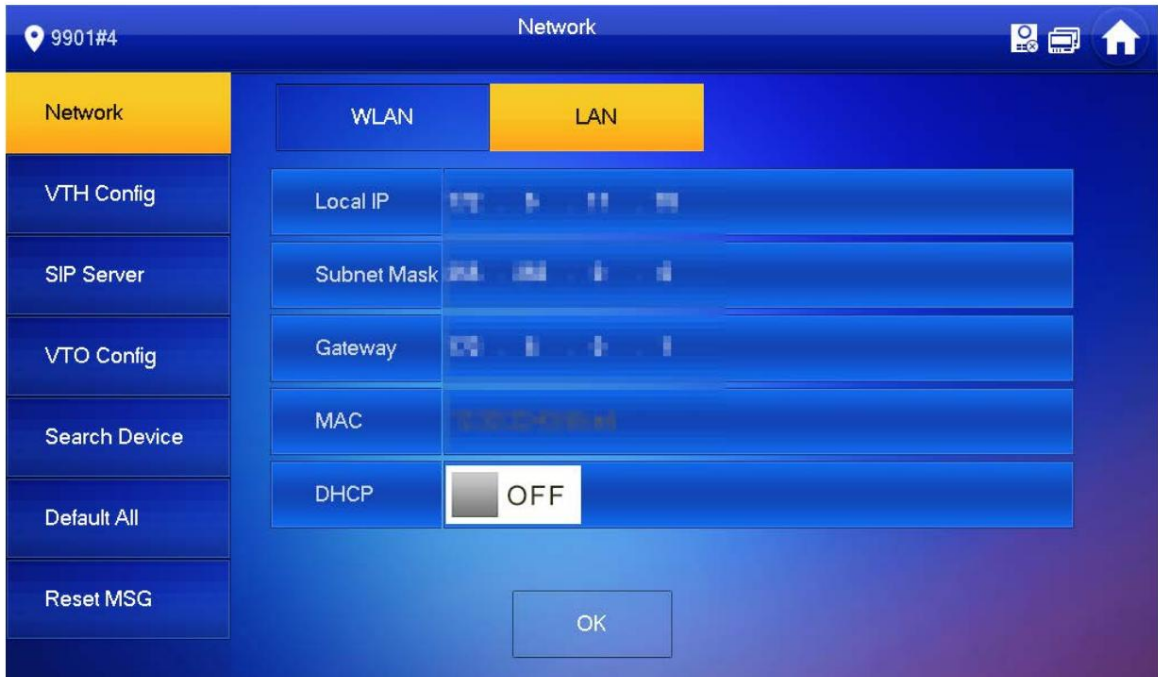 9901#4
Network
Network
VTH Config
SIP Server
VTO Config
Search Device
Default All
Reset MSG
WLAN
LAN
Local IP
Subnet Mask
Gateway
MAC
DHCP
OFF
OK